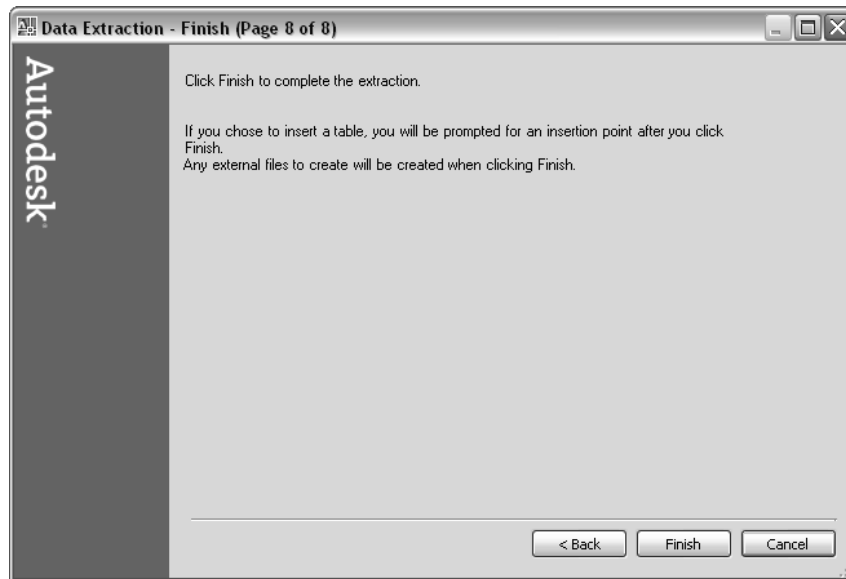 Data Extraction - Finish (Page 8 of 8)
Autodesk
Click Finish to complete the extraction.
If you chose to insert a table, you will be prompted for an insertion point after you click
Finish.
Any external files to create will be created when clicking Finish.
< Back
Finish
Cancel